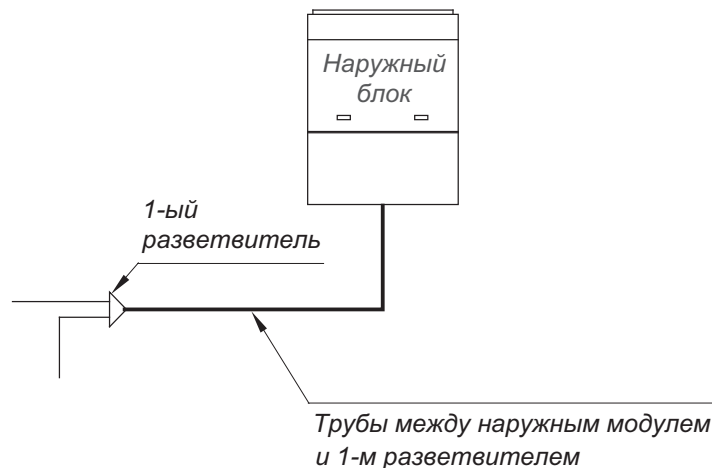 Наружный
блок
1-ый
разветвитель
Трубы между наружным модулем
и 1-м разветвителем